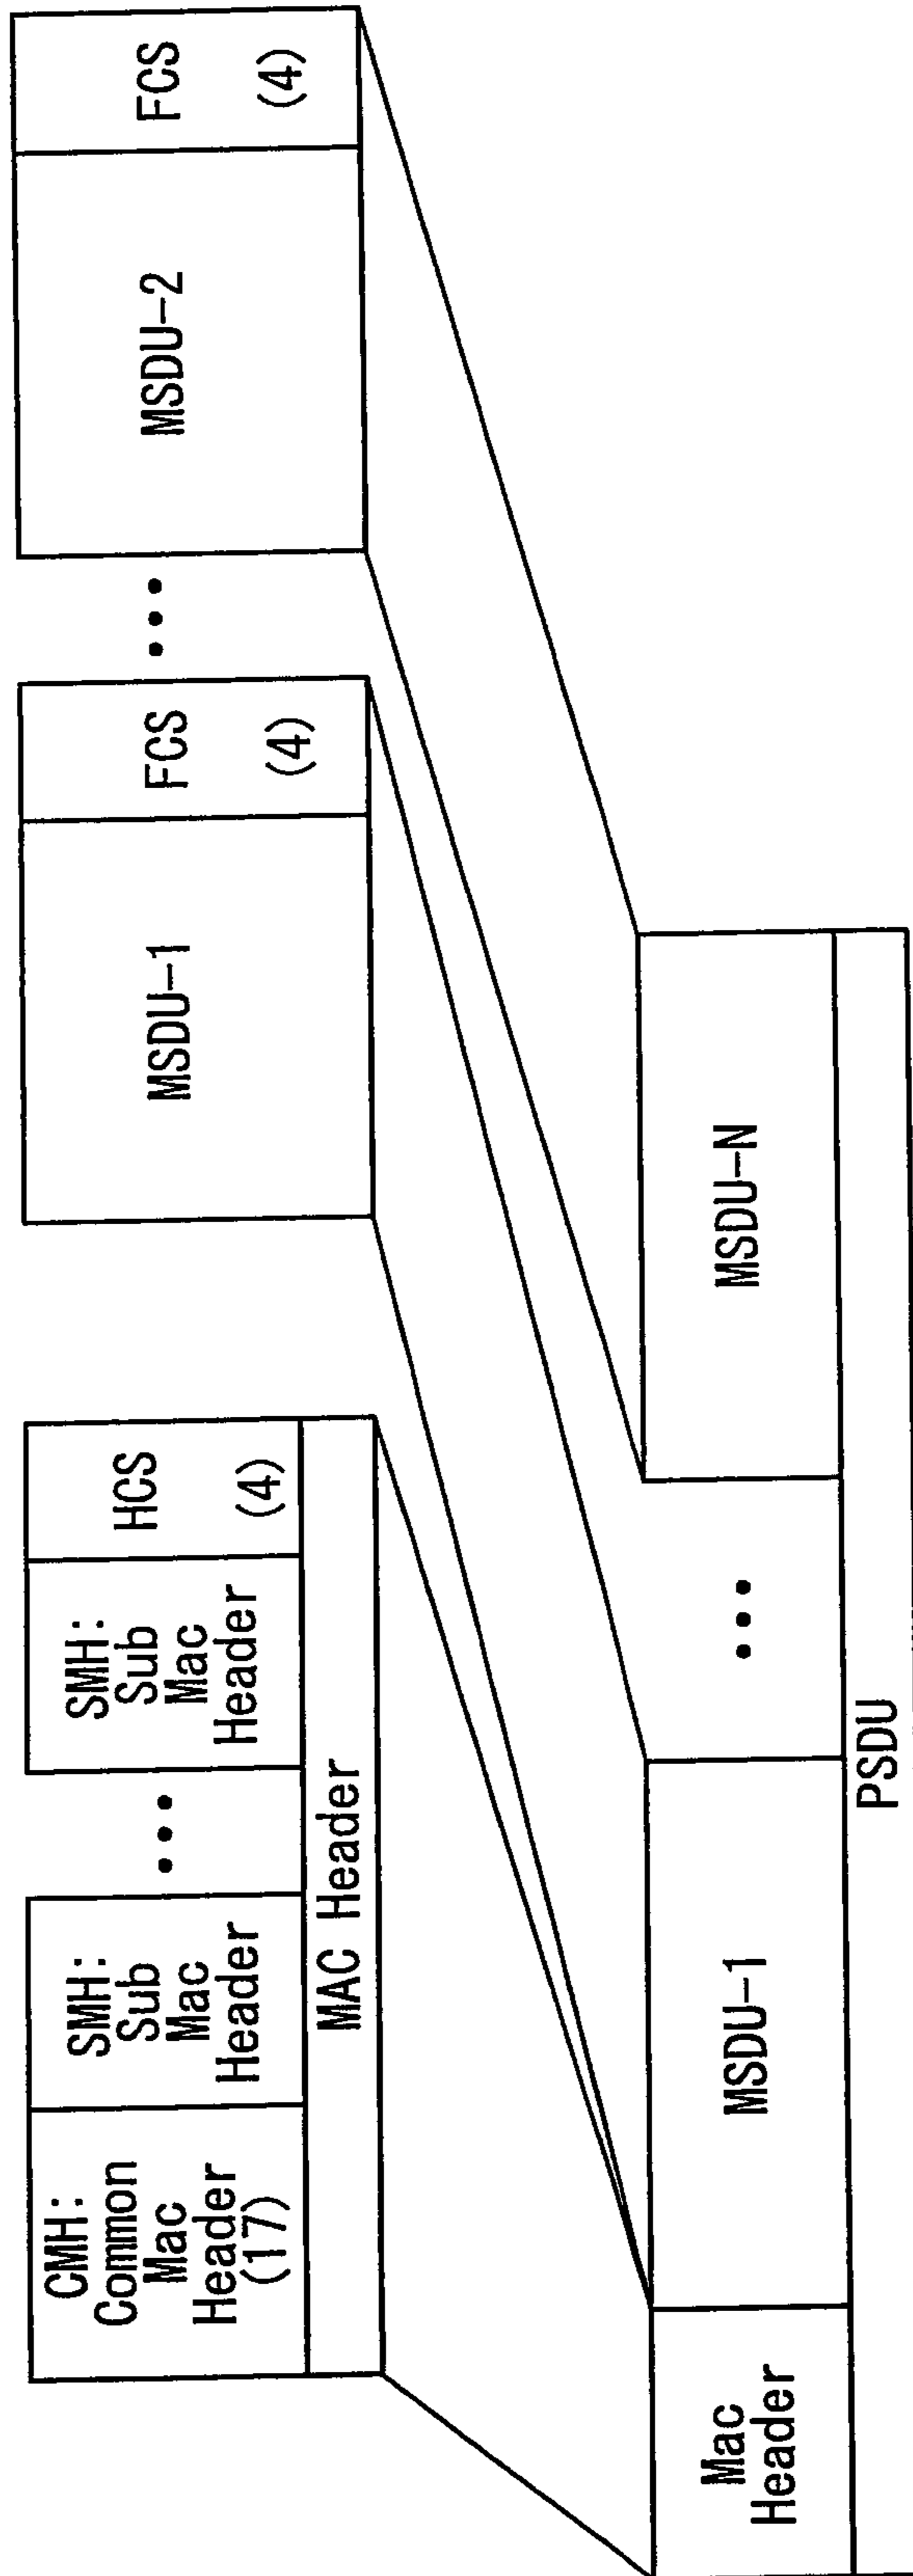 CMH:
Common
Mac
Header
(17)
SMH:
Sub
Mac
Header
•••
SMH:
Sub
Mac
Header
HCS
(4)
MAC Header
MSDU-1
FCS
(4)
•••
MSDU-2
FCS
(4)
Mac
Header
MSDU-1
•••
MSDU-N
PSDU